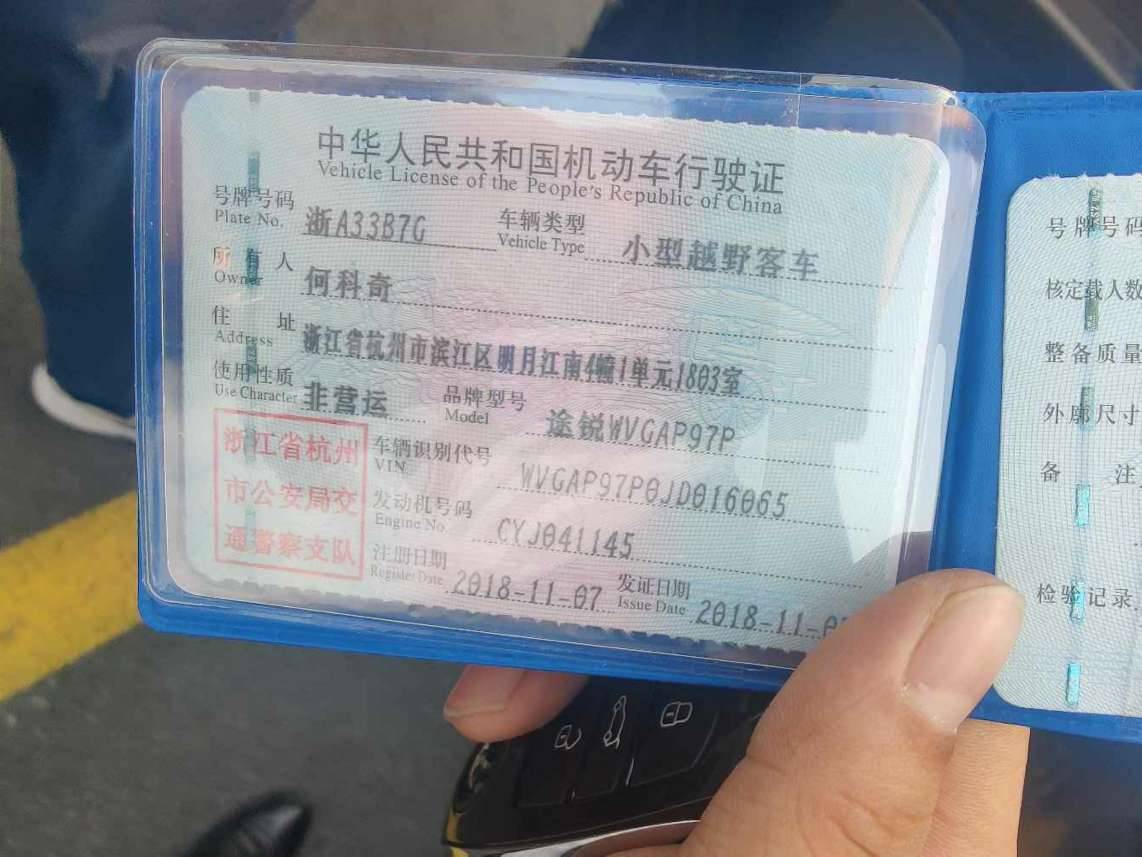 中华人民共和国机动车行驶证
Vehicle License of the People's Republic of China
号牌号码 浙A33B7G 车辆类型 小型越野客车
Plate No. Vehicle Type
所有人 何科奇
Owner
住址 浙江省杭州市滨江区明月江南4幢1单元1803室
Address
使用性质 非营运 品牌型号 途锐WVGAP97P
Use Character Model
浙江省杭州
市公安局交
通警察支队
车辆识别代号 WVGAP97P0JD016065
VIN
发动机号码 CYJ041145
Engine No.
注册日期 2018-11-07 发证日期 2018-11-0
Register Date Issue Date
号牌号码
核定载人数
整备质量
外廓尺寸
备注
检验记录